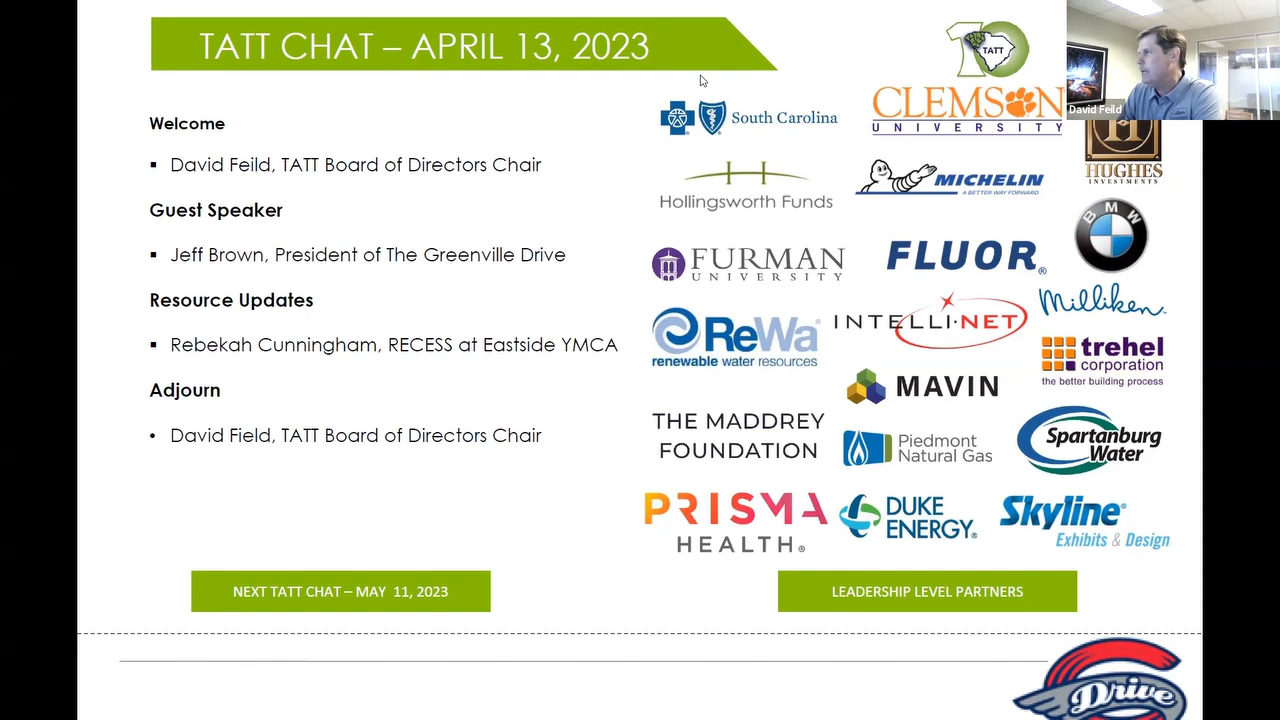 TATT CHAT – APRIL 13, 2023
Welcome
▪ David Feild, TATT Board of Directors Chair
Guest Speaker
▪ Jeff Brown, President of The Greenville Drive
Resource Updates
▪ Rebekah Cunningham, RECESS at Eastside YMCA
Adjourn
• David Field, TATT Board of Directors Chair
NEXT TATT CHAT – MAY 11, 2023
10
TATT
David Feild
South Carolina
CLEMSON
UNIVERSITY
H
HUGHES
INVESTMENTS
Hollingsworth Funds
MICHELIN
A BETTER WAY FORWARD
BMW
FURMAN
UNIVERSITY
FLUOR®
Milliken
ReWa®
renewable water resources
INTELLI·NET
trehel
corporation
the better building process
MAVIN
THE MADDREY
FOUNDATION
Piedmont
Natural Gas
Spartanburg
Water
PRISMA
HEALTH®
DUKE
ENERGY®
Skyline®
Exhibits & Design
LEADERSHIP LEVEL PARTNERS
Drive